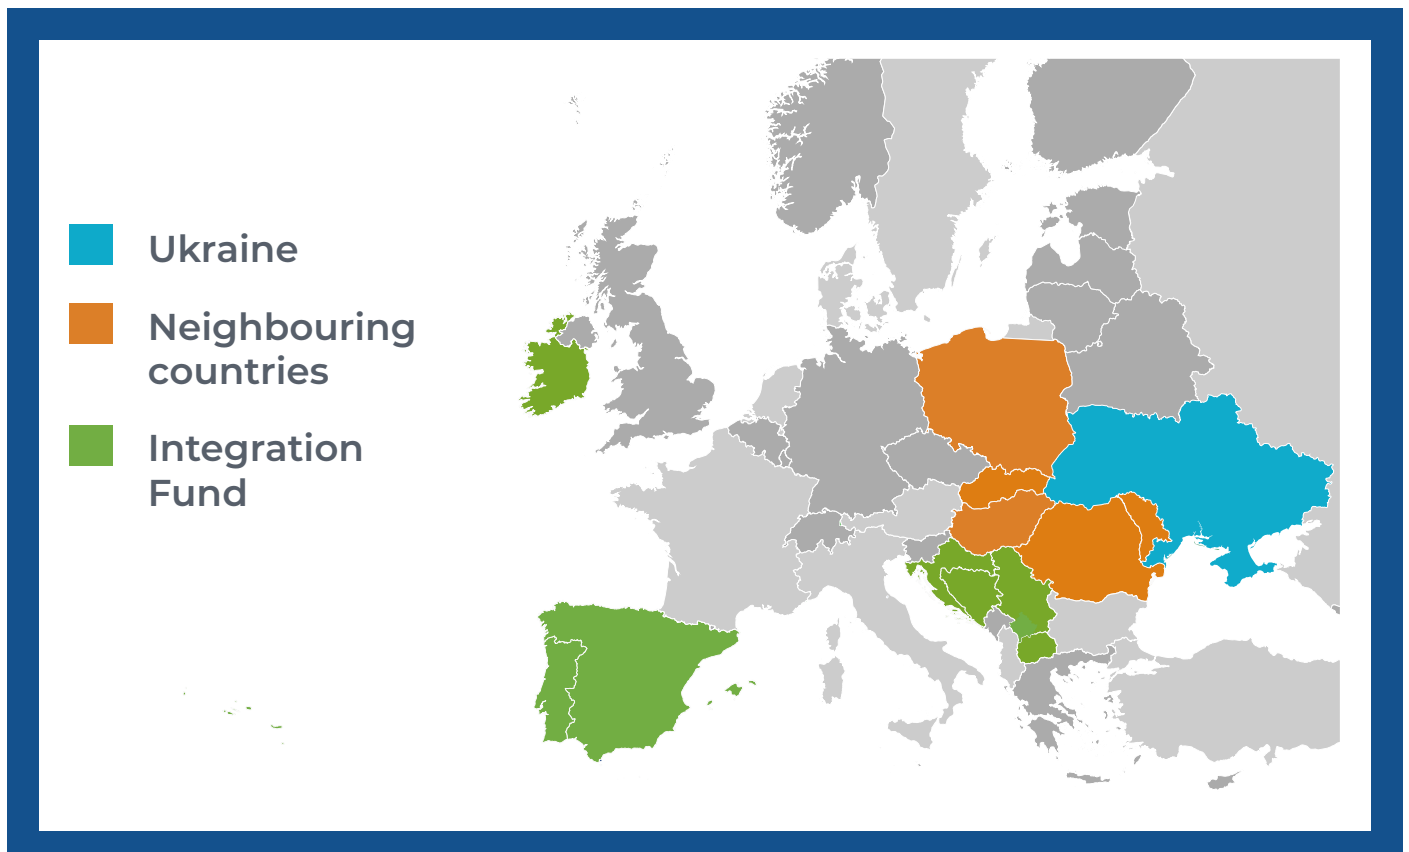 Ukraine
Neighbouring
countries
Integration
Fund